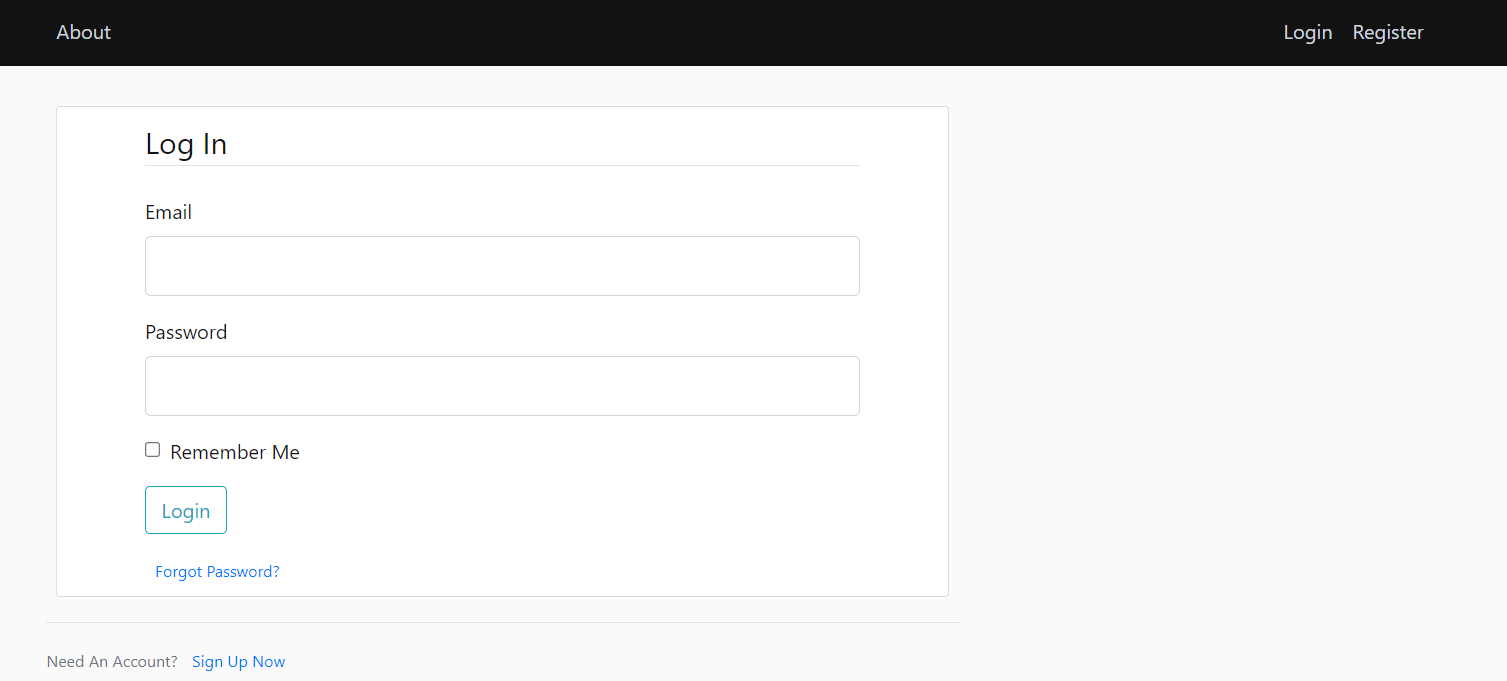 About Login Register
Log In
Email
Password
Remember Me
Login
Forgot Password?
Need An Account? Sign Up Now